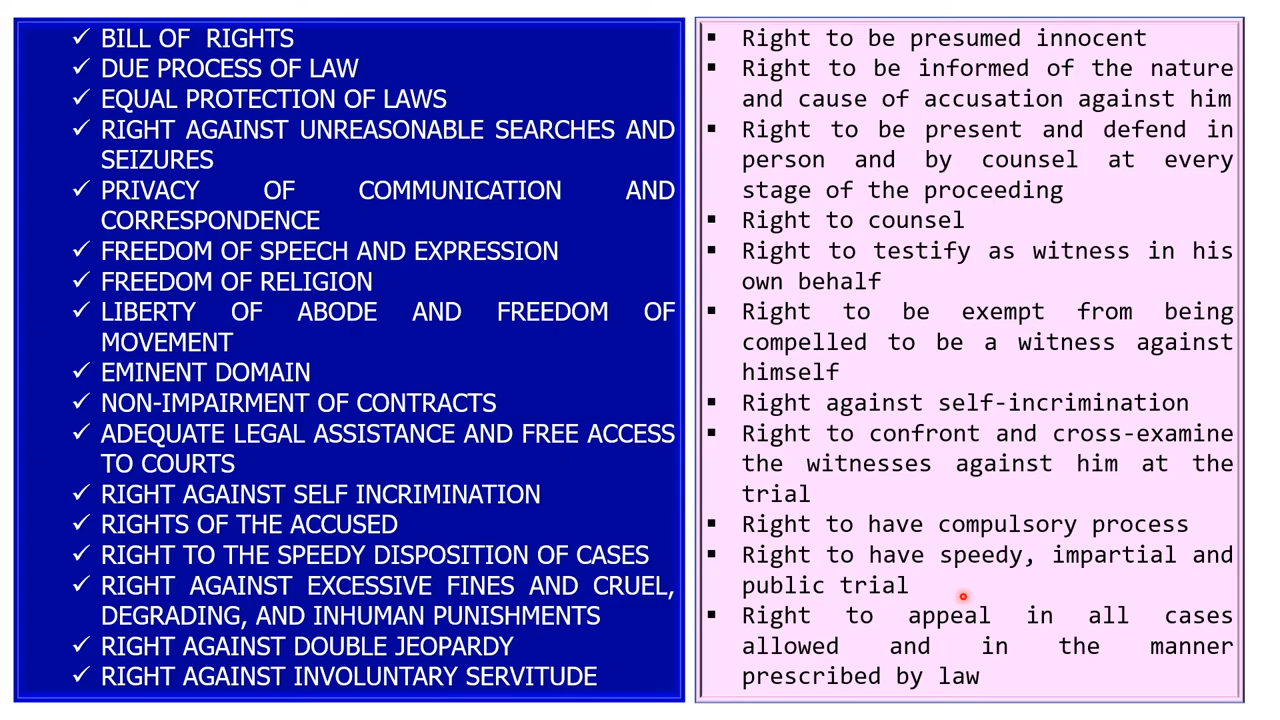 ✓ BILL OF RIGHTS
✓ DUE PROCESS OF LAW
✓ EQUAL PROTECTION OF LAWS
✓ RIGHT AGAINST UNREASONABLE SEARCHES AND
SEIZURES
✓ PRIVACY OF COMMUNICATION AND
CORRESPONDENCE
✓ FREEDOM OF SPEECH AND EXPRESSION
✓ FREEDOM OF RELIGION
✓ LIBERTY OF ABODE AND FREEDOM OF
MOVEMENT
✓ EMINENT DOMAIN
✓ NON-IMPAIRMENT OF CONTRACTS
✓ ADEQUATE LEGAL ASSISTANCE AND FREE ACCESS
TO COURTS
✓ RIGHT AGAINST SELF INCRIMINATION
✓ RIGHTS OF THE ACCUSED
✓ RIGHT TO THE SPEEDY DISPOSITION OF CASES
✓ RIGHT AGAINST EXCESSIVE FINES AND CRUEL,
DEGRADING, AND INHUMAN PUNISHMENTS
✓ RIGHT AGAINST DOUBLE JEOPARDY
✓ RIGHT AGAINST INVOLUNTARY SERVITUDE
▪ Right to be presumed innocent
▪ Right to be informed of the nature
and cause of accusation against him
▪ Right to be present and defend in
person and by counsel at every
stage of the proceeding
▪ Right to counsel
▪ Right to testify as witness in his
own behalf
▪ Right to be exempt from being
compelled to be a witness against
himself
▪ Right against self-incrimination
▪ Right to confront and cross-examine
the witnesses against him at the
trial
▪ Right to have compulsory process
▪ Right to have speedy, impartial and
public trial
▪ Right to appeal in all cases
allowed and in the manner
prescribed by law